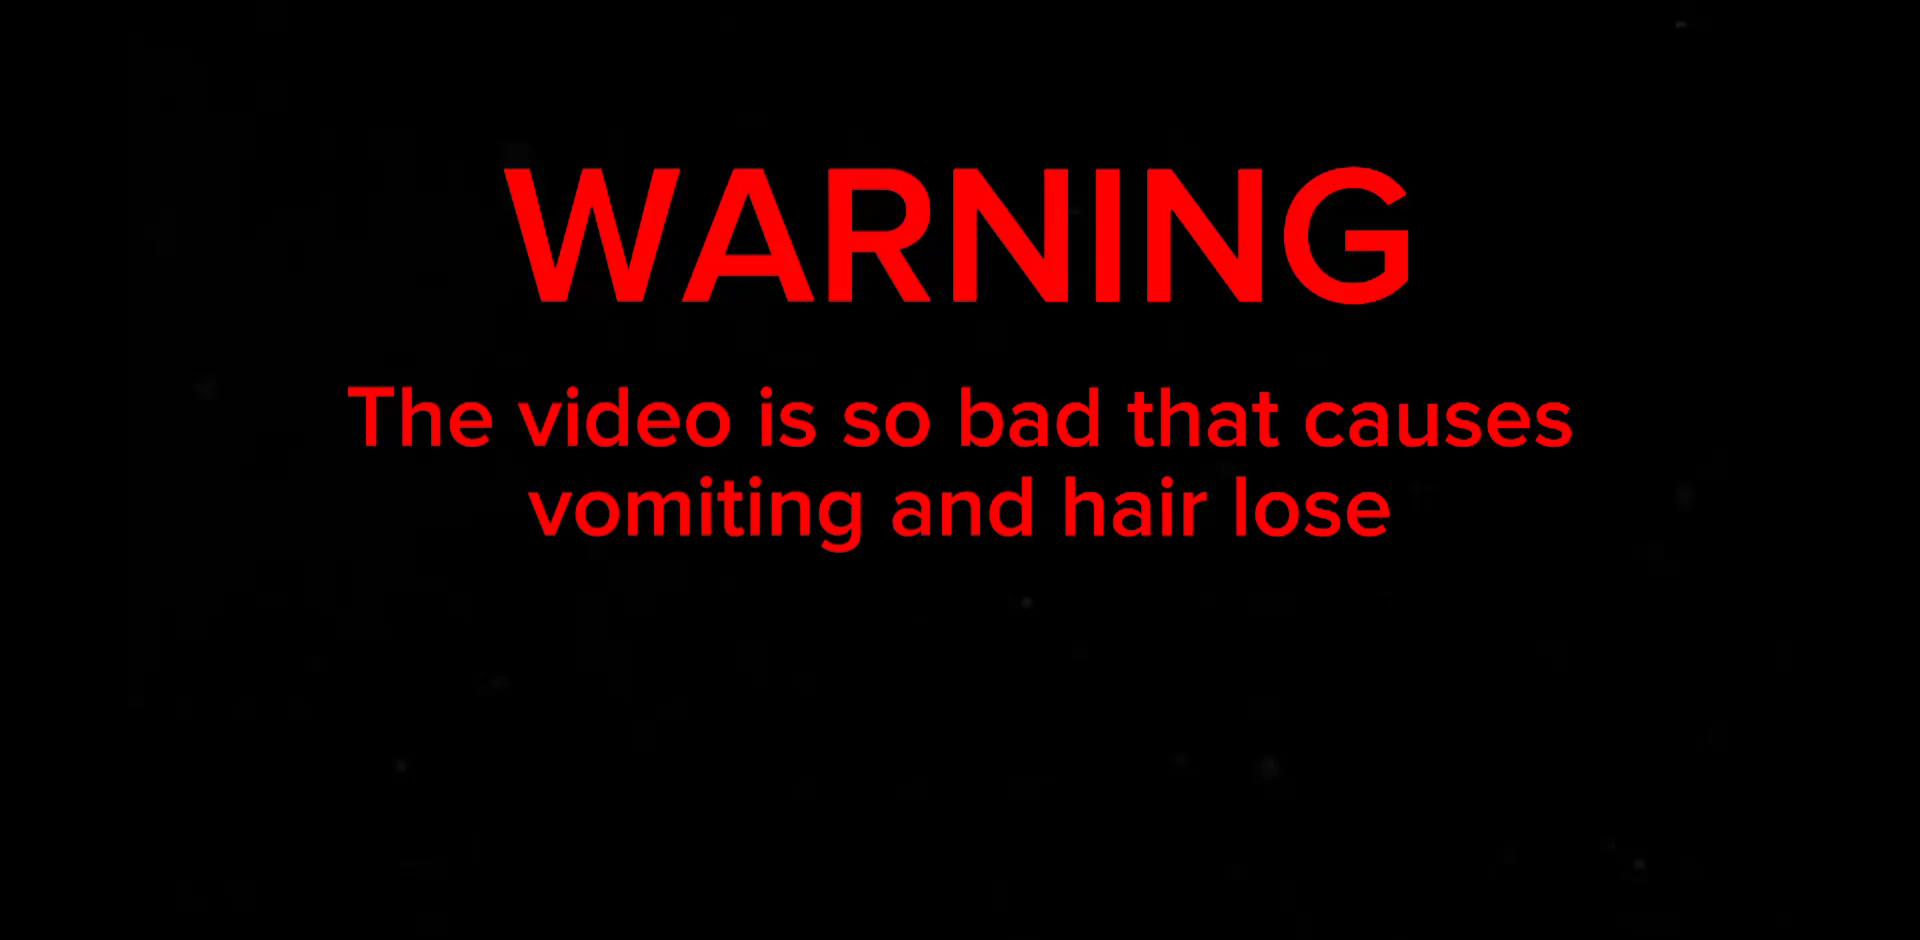 WARNING
The video is so bad that causes
vomiting and hair lose